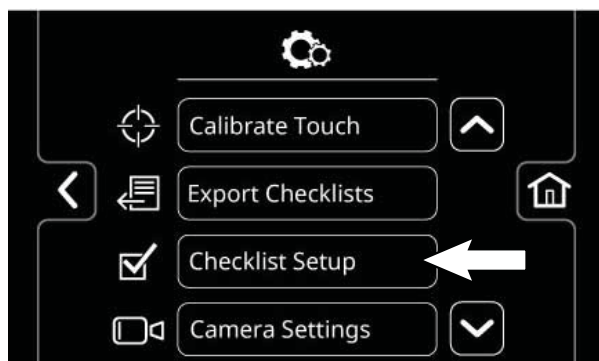 Calibrate Touch
Export Checklists
Checklist Setup
Camera Settings